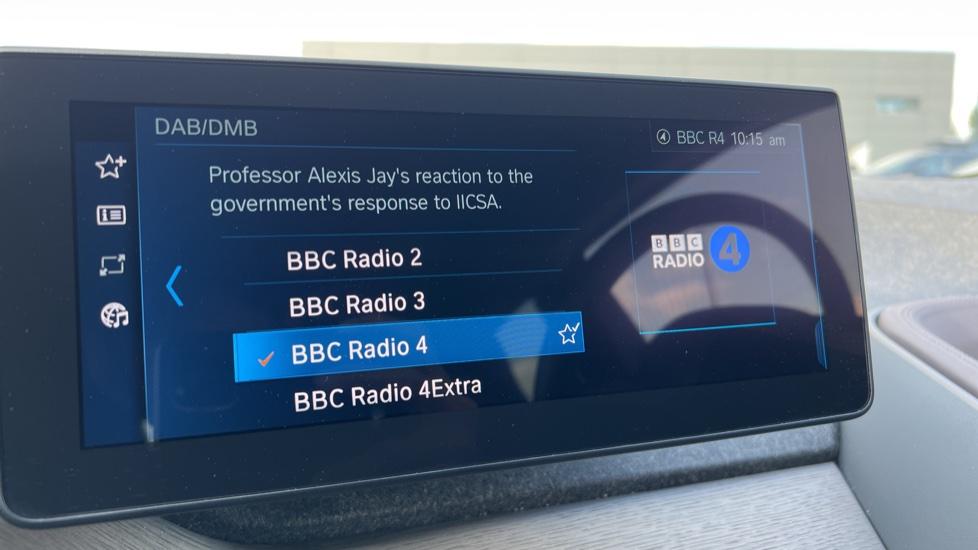 DAB/DMB
BBC R4 10:15 am
Professor Alexis Jay's reaction to the
government's response to IICSA.
BBC Radio 2
BBC Radio 3
BBC Radio 4
BBC Radio 4Extra
BBC
RADIO 4